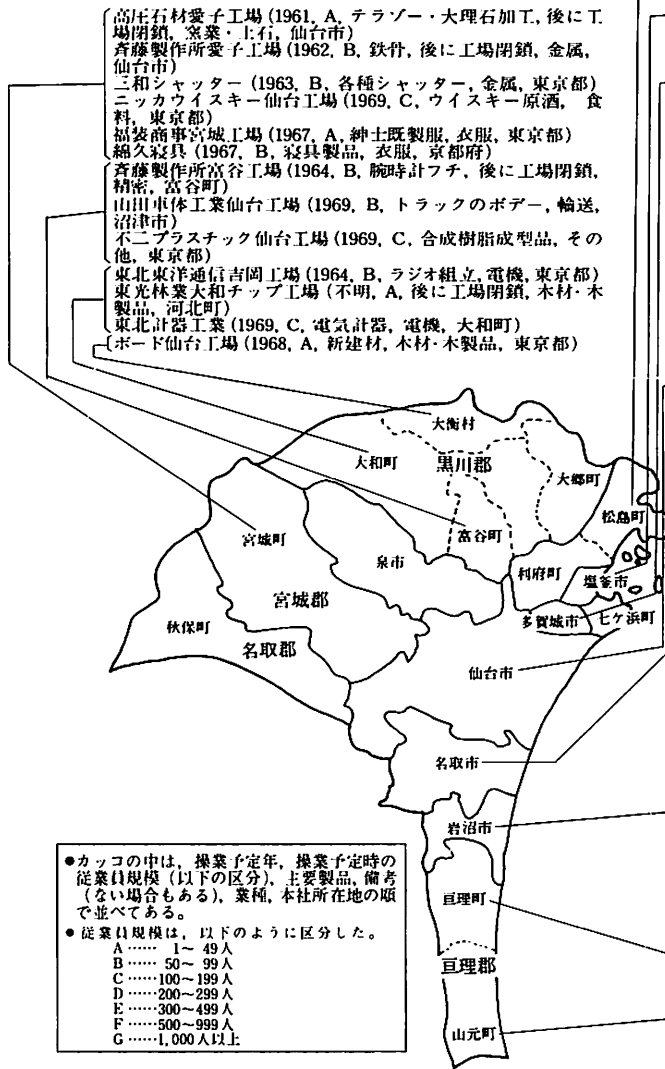 高圧石材愛子工場 (1961, A, テラゾー・大理石加工, 後に工
場閉鎖, 窯業・土石, 仙台市)
斉藤製作所愛子工場 (1962, B, 鉄骨, 後に工場閉鎖, 金属,
仙台市)
三和シャッター (1963, B, 各種シャッター, 金属, 東京都)
ニッカウイスキー仙台工場 (1969, C, ウイスキー原酒, 食
料, 東京都)
福装商事宮城工場 (1967, A, 紳士既製服, 衣服, 東京都)
綿久寝具 (1967, B, 寝具製品, 衣服, 京都府)
斉藤製作所富谷工場 (1964, B, 腕時計フチ, 後に工場閉鎖,
精密, 富谷町)
山田車体工業仙台工場 (1969, B, トラックのボデー, 輸送,
沼津市)
不二プラスチック仙台工場 (1969, C, 合成樹脂成型品, その
他, 東京都)
東北東洋通信吉岡工場 (1964, B, ラジオ組立, 電機, 東京都)
東光林業大和チップ工場 (不明, A, 後に工場閉鎖, 木材・木
製品, 河北町)
東北計器工業 (1969, C, 電気計器, 電機, 大和町)
ボード仙台工場 (1968, A, 新建材, 木材・木製品, 東京都)
大衡村
大和町
黒川郡
大郷町
松島町
富谷町
宮城町
泉市
利府町
塩釜市
宮城郡
多賀城市
七ケ浜町
秋保町
名取郡
仙台市
名取市
岩沼市
亘理町
亘理郡
山元町
●カッコの中は, 操業予定年, 操業予定時の
従業員規模 (以下の区分), 主要製品, 備考
(ない場合もある), 業種, 本社所在地の順
で並べてある。
●従業員規模は, 以下のように区分した。
A …… 1～ 49人
B …… 50～ 99人
C ……100～199人
D ……200～299人
E ……300～499人
F ……500～999人
G ……1,000人以上